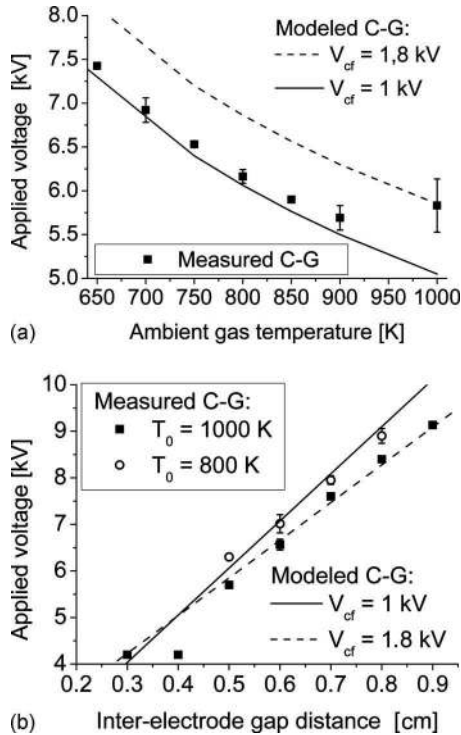 8.0
7.5
7.0
6.5
6.0
5.5
5.0
Applied voltage [kV]
Modeled C-G:
V_cf = 1,8 kV
V_cf = 1 kV
Measured C-G
650 700 750 800 850 900 950 1000
(a) Ambient gas temperature [K]
10
9
8
7
6
5
4
Applied voltage [kV]
Measured C-G:
T_0 = 1000 K
T_0 = 800 K
Modeled C-G:
V_cf = 1 kV
V_cf = 1.8 kV
0.2 0.3 0.4 0.5 0.6 0.7 0.8 0.9
(b) Inter-electrode gap distance [cm]